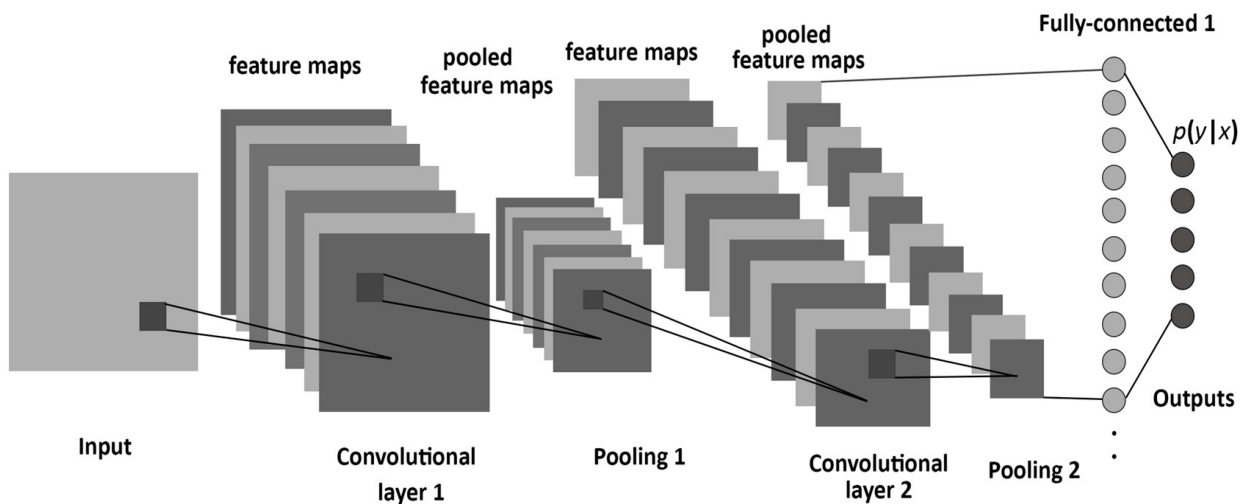 Fully-connected 1
feature maps
pooled
feature maps
feature maps
pooled
feature maps
p(y|x)
Input
Convolutional
layer 1
Pooling 1
Convolutional
layer 2
Pooling 2
Outputs